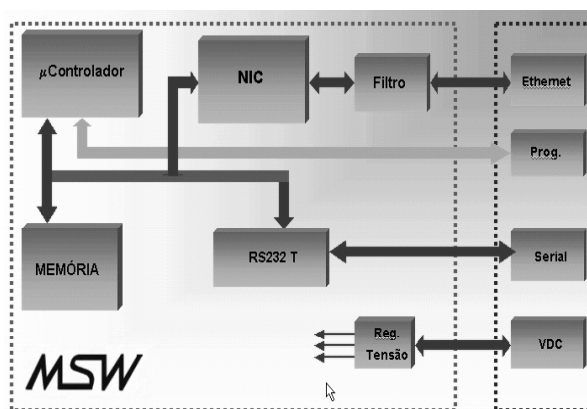 μControlador
NIC
Filtro
Ethernet
Prog.
MEMÓRIA
RS232 T
Serial
Reg.
Tensão
VDC
MSW